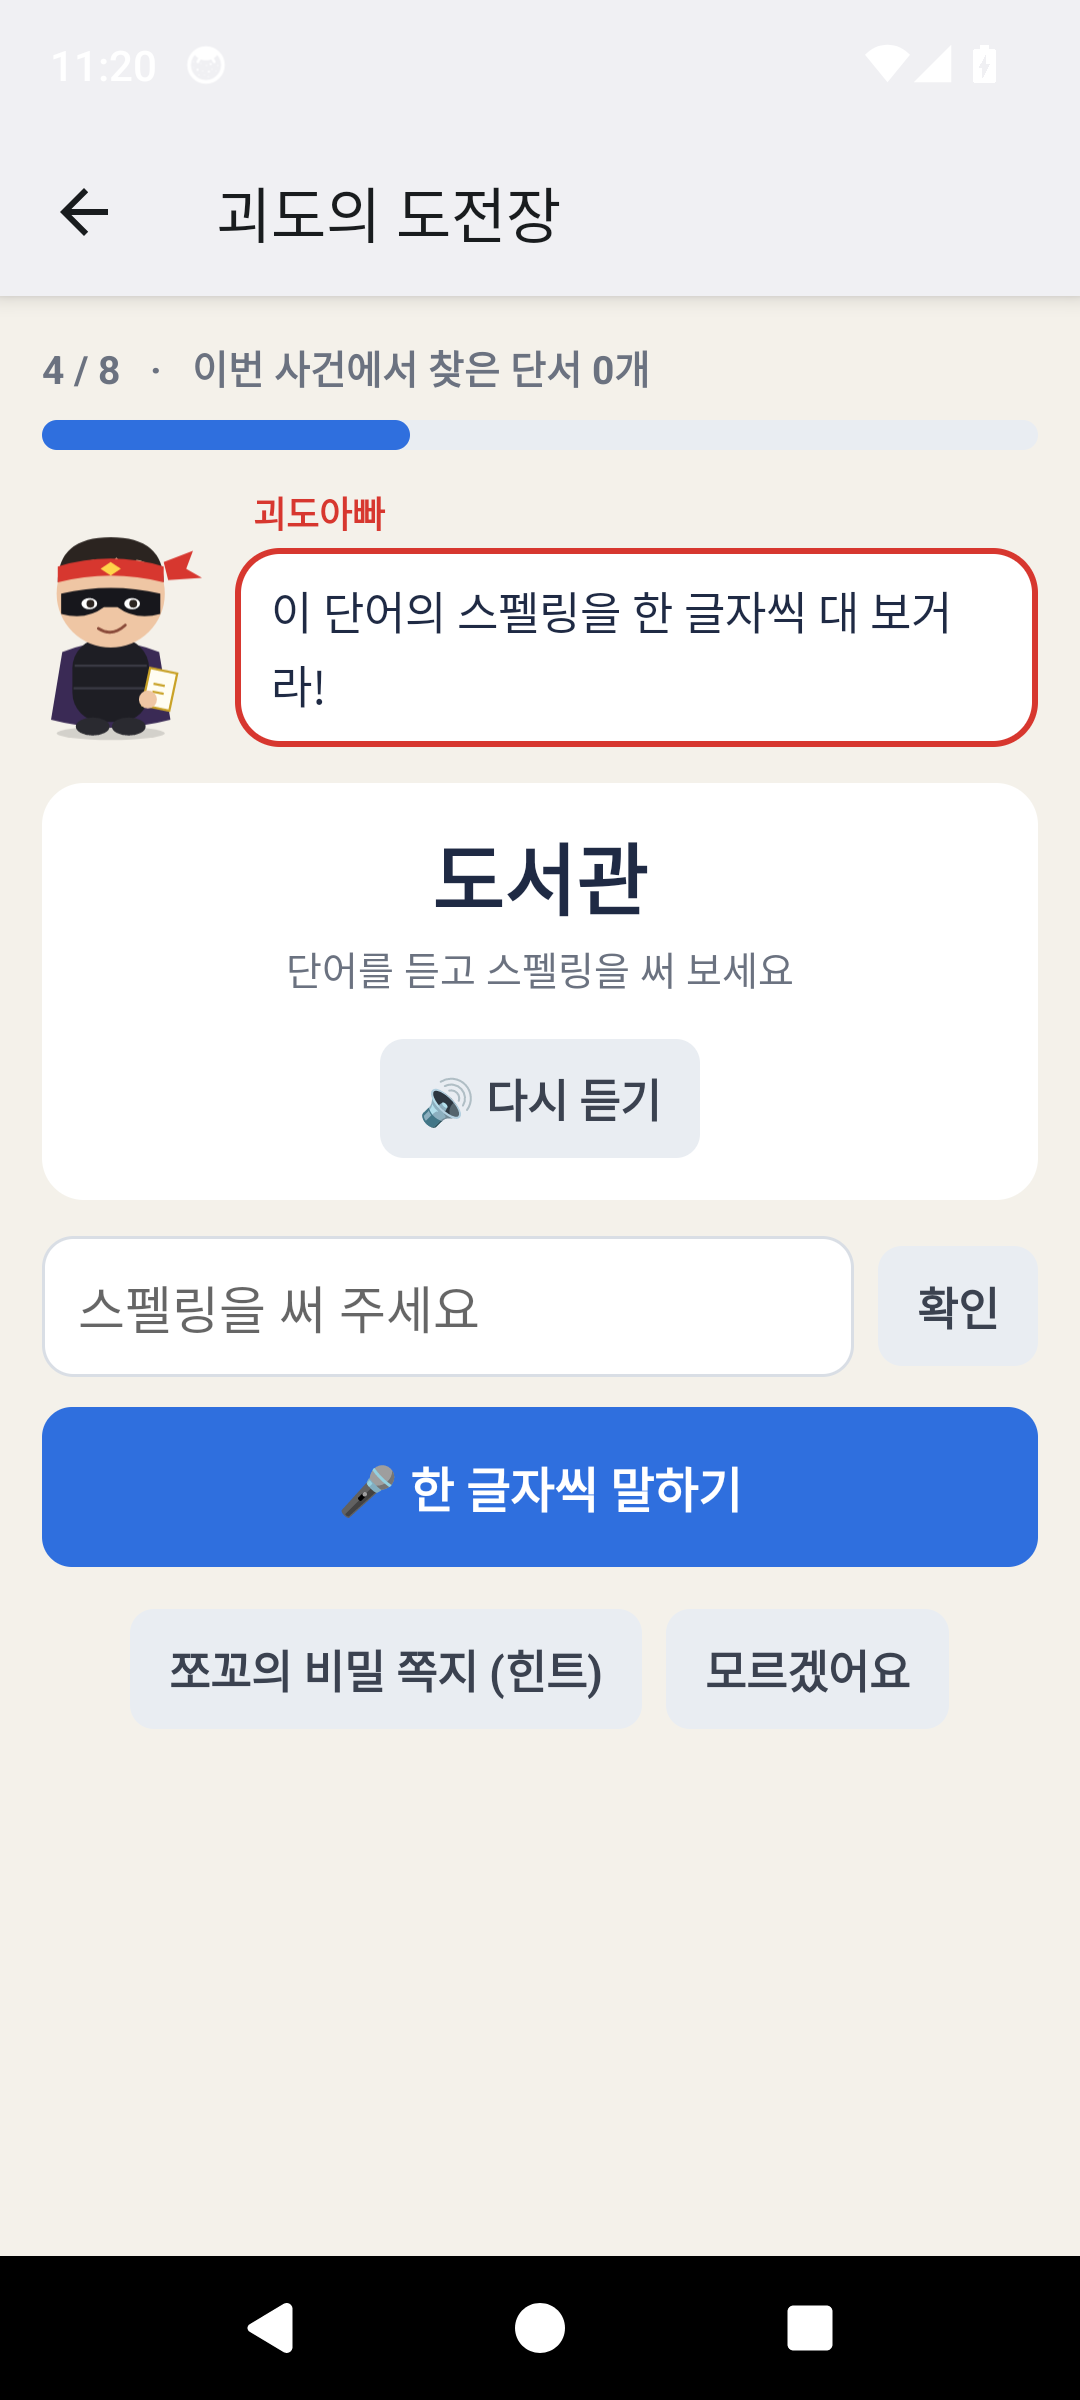 11:20
괴도의 도전장
4 / 8 · 이번 사건에서 찾은 단서 0개
괴도아빠
이 단어의 스펠링을 한 글자씩 대 보거
라!
도서관
단어를 듣고 스펠링을 써 보세요
🔊 다시 듣기
스펠링을 써 주세요
확인
🎤 한 글자씩 말하기
쪼꼬의 비밀 쪽지 (힌트)
모르겠어요